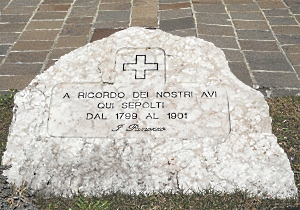 A RICORDO DEI NOSTRI AVI
QUI SEPOLTI
DAL 1799 AL 1901